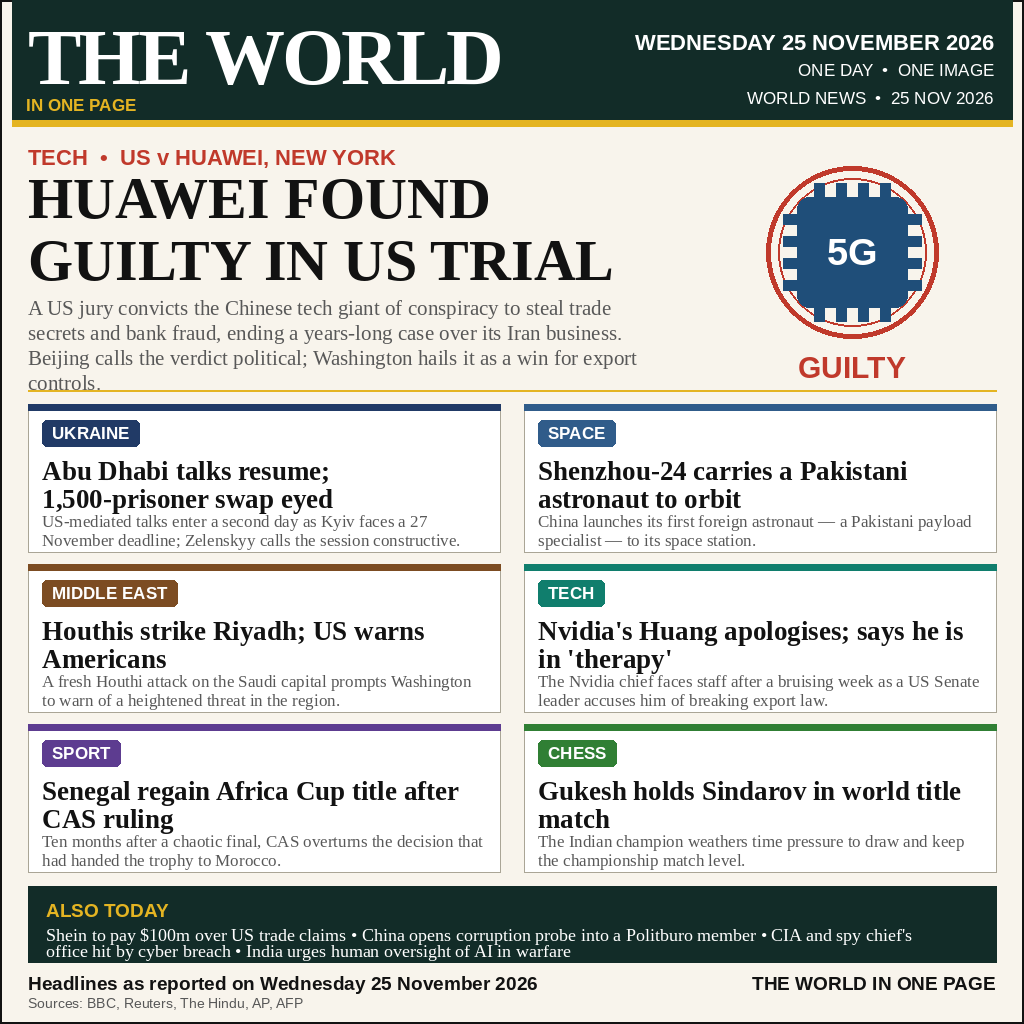 THE WORLD
IN ONE PAGE
WEDNESDAY 25 NOVEMBER 2026
ONE DAY • ONE IMAGE
WORLD NEWS • 25 NOV 2026
TECH • US v HUAWEI, NEW YORK
HUAWEI FOUND
GUILTY IN US TRIAL
A US jury convicts the Chinese tech giant of conspiracy to steal trade
secrets and bank fraud, ending a years-long case over its Iran business.
Beijing calls the verdict political; Washington hails it as a win for export
controls.
5G
GUILTY
UKRAINE
Abu Dhabi talks resume;
1,500-prisoner swap eyed
US-mediated talks enter a second day as Kyiv faces a 27
November deadline; Zelenskyy calls the session constructive.
SPACE
Shenzhou-24 carries a Pakistani
astronaut to orbit
China launches its first foreign astronaut — a Pakistani payload
specialist — to its space station.
MIDDLE EAST
Houthis strike Riyadh; US warns
Americans
A fresh Houthi attack on the Saudi capital prompts Washington
to warn of a heightened threat in the region.
TECH
Nvidia's Huang apologises; says he is
in 'therapy'
The Nvidia chief faces staff after a bruising week as a US Senate
leader accuses him of breaking export law.
SPORT
Senegal regain Africa Cup title after
CAS ruling
Ten months after a chaotic final, CAS overturns the decision that
had handed the trophy to Morocco.
CHESS
Gukesh holds Sindarov in world title
match
The Indian champion weathers time pressure to draw and keep
the championship match level.
ALSO TODAY
Shein to pay $100m over US trade claims • China opens corruption probe into a Politburo member • CIA and spy chief's
office hit by cyber breach • India urges human oversight of AI in warfare
Headlines as reported on Wednesday 25 November 2026
Sources: BBC, Reuters, The Hindu, AP, AFP
THE WORLD IN ONE PAGE